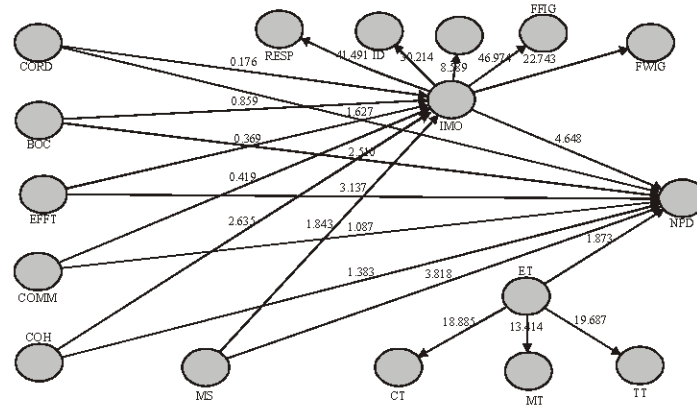 FFIG
CORD
RESP
41.491
ID
30.214
8.389
46.974
22.743
FWIG
0.176
0.859
1.627
IMO
4.648
BOC
0.369
2.510
0.419
3.137
EFFT
NPD
2.635
1.843
1.087
1.873
COMM
1.383
3.818
ET
18.885
13.414
19.687
COH
MS
CT
MT
TT